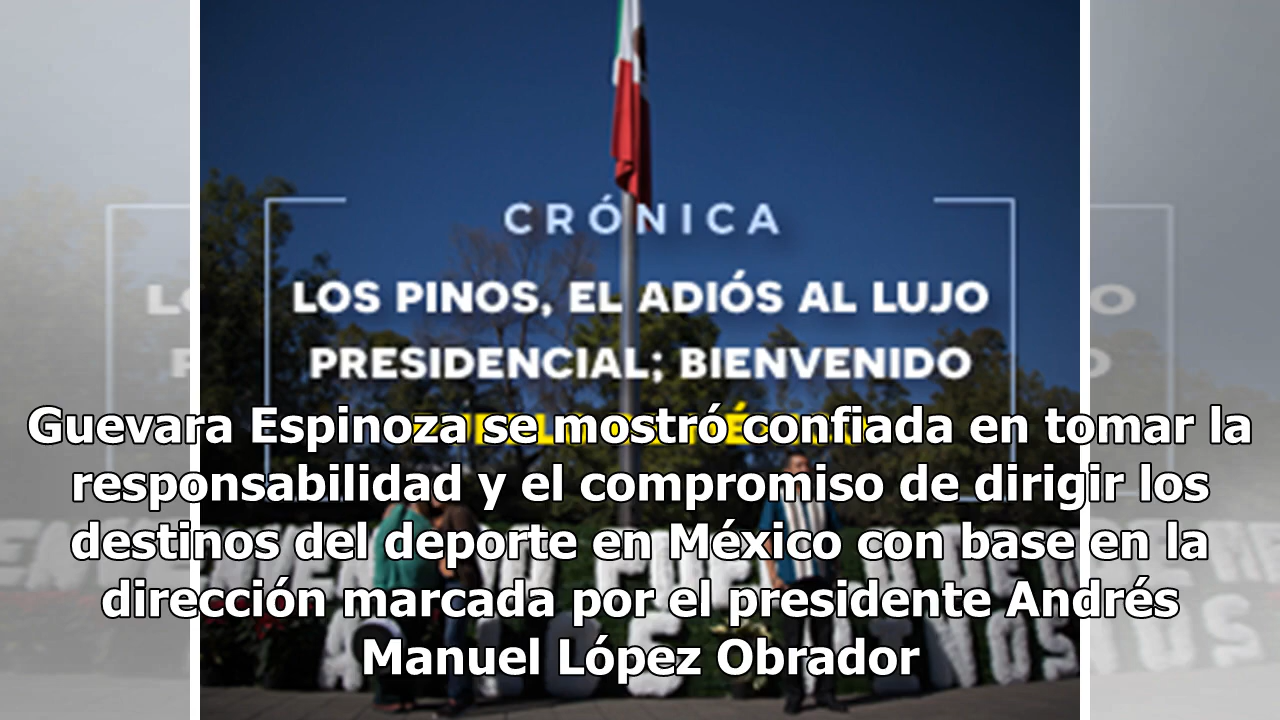 CRÓNICA
LOS PINOS, EL ADIÓS AL LUJO
PRESIDENCIAL; BIENVENIDO
Guevara Espinoza se mostró confiada en tomar la
responsabilidad y el compromiso de dirigir los
destinos del deporte en México con base en la
dirección marcada por el presidente Andrés
Manuel López Obrador